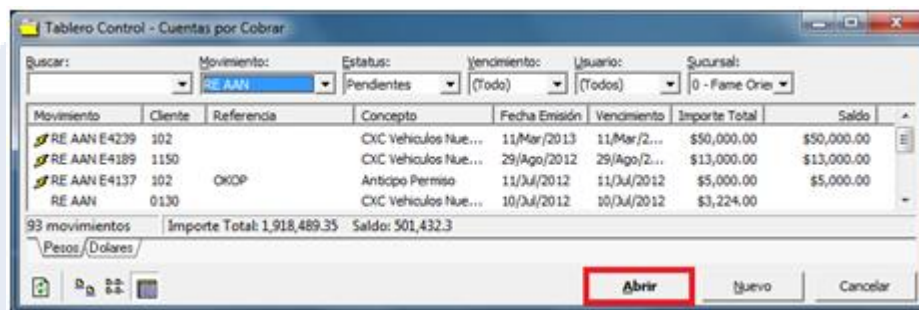 Tablero Control - Cuentas por Cobrar
Buscar: Movimiento: Estatus: Vencimiento: Usuario: Sucursal:
RE AAN Pendientes (Todo) (Todos) 0 - Fame Orie
Movimiento Cliente Referencia Concepto Fecha Emisión Vencimiento Importe Total Saldo
RE AAN E4239 102 CXC Vehiculos Nue... 11/Mar/2013 11/Mar/2... $50,000.00 $50,000.00
RE AAN E4189 1150 CXC Vehiculos Nue... 29/Ago/2012 29/Ago/2... $13,000.00 $13,000.00
RE AAN E4137 102 OKOP Anticipo Permiso 11/Jul/2012 11/Jul/2012 $5,000.00 $5,000.00
RE AAN 0130 CXC Vehiculos Nue... 10/Jul/2012 10/Jul/2012 $3,224.00
93 movimientos Importe Total: 1,918,489.35 Saldo: 501,432.3
Pesos Dolares
Abrir Nuevo Cancelar